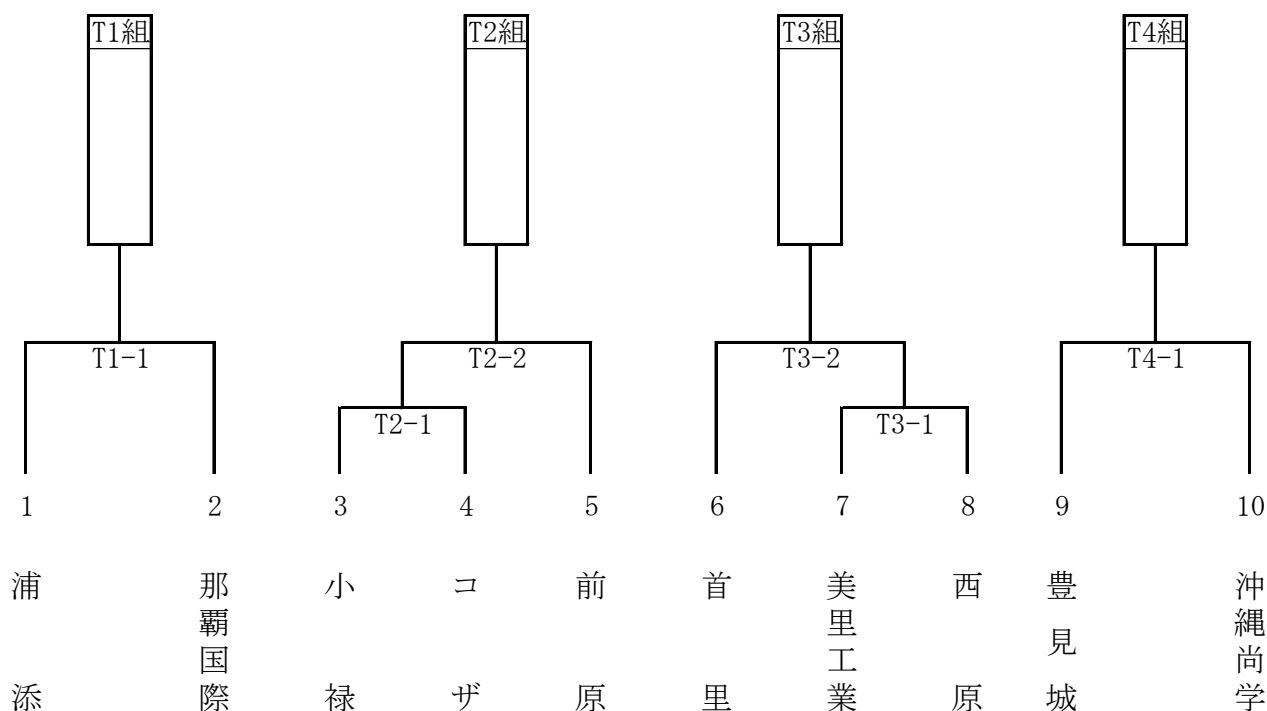 T1組 T2組 T3組 T4組
T1-1 T2-2 T3-2 T4-1
T2-1 T3-1
1 2 3 4 5 6 7 8 9 10
浦添
那覇国際
小禄
コザ
前原
首里
美里工業
西原
豊見城
沖縄尚学